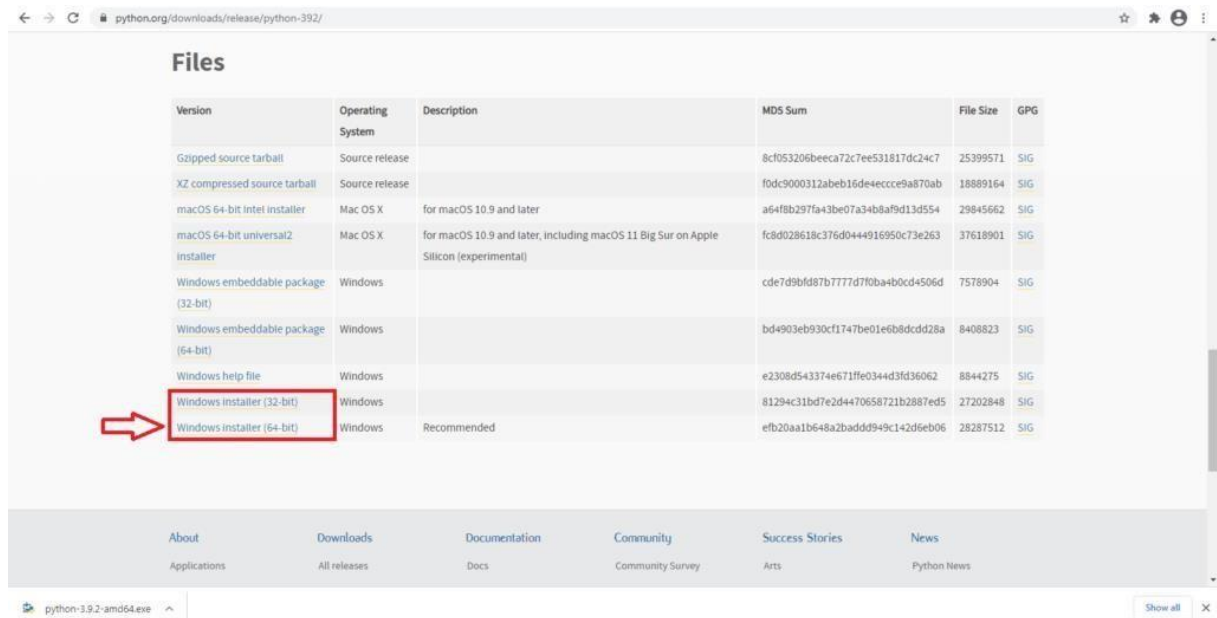 python.org/downloads/release/python-392/
Files
Version Operating System Description MD5 Sum File Size GPG
Gzipped source tarball Source release 8cf053206beeca72c7ee531817dc24c7 25399571 SIG
XZ compressed source tarball Source release f0dc9000312abeb16de4eccce9a870ab 18889164 SIG
macOS 64-bit Intel installer Mac OS X for macOS 10.9 and later a64f8b297fa43be07a34b8af9d13d554 29845662 SIG
macOS 64-bit universal2 installer Mac OS X for macOS 10.9 and later, including macOS 11 Big Sur on Apple Silicon (experimental) fc8d028618c376d0444916950c73e263 37618901 SIG
Windows embeddable package (32-bit) Windows cde7d9bfd87b7777d7f0ba4b0cd4506d 7578904 SIG
Windows embeddable package (64-bit) Windows bd4903eb930cf1747be01e6b8dcdd28a 8408823 SIG
Windows help file Windows e2308d543374e671ffe0344d3fd36062 8844275 SIG
Windows installer (32-bit) Windows 81294c31bd7e2d4470658721b2887ed5 27202848 SIG
Windows installer (64-bit) Windows Recommended efb20aa1b648a2baddd949c142d6eb06 28287512 SIG
About Downloads Documentation Community Success Stories News
Applications All releases Docs Community Survey Arts Python News
python-3.9.2-amd64.exe Show all